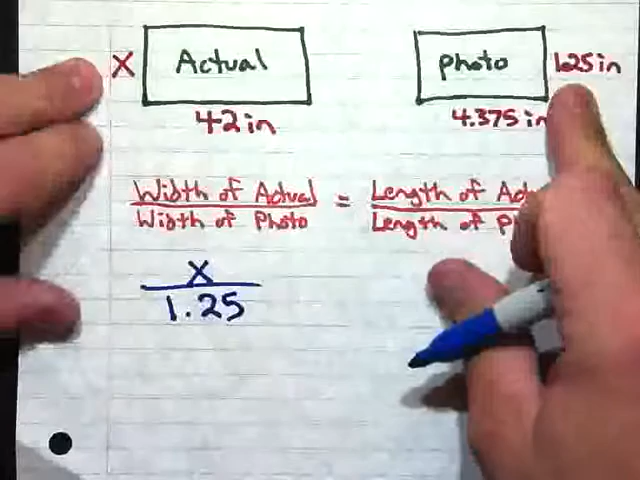 X Actual photo 1.25in
42in 4.375 in
Width of Actual = Length of
Width of Photo Length of
X
1.25